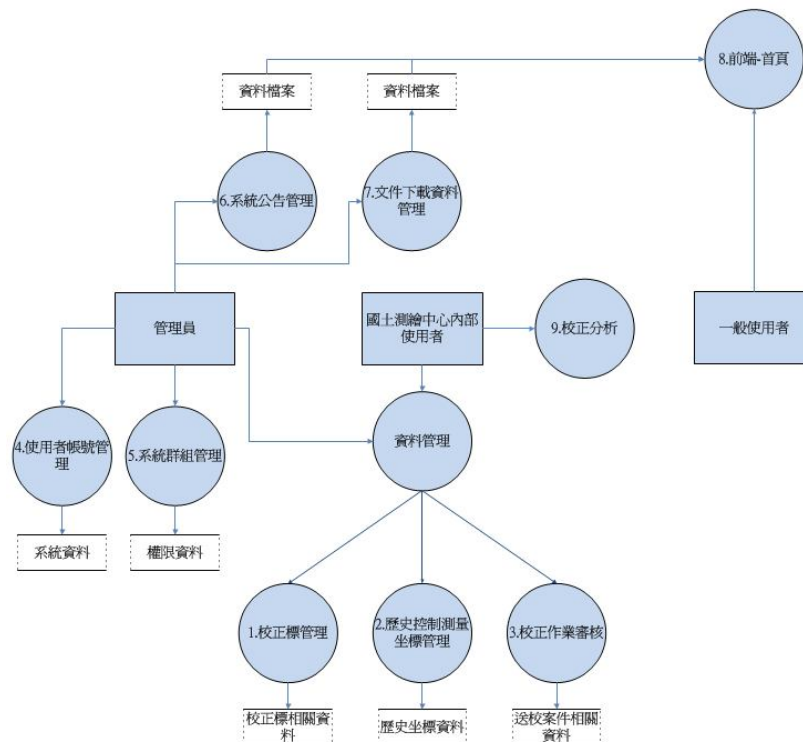 8.前端-首頁
資料檔案
資料檔案
6.系統公告管理
7.文件下載資料
管理
管理員
國土測繪中心內部
使用者
9.校正分析
一般使用者
4.使用者帳號管
理
5.系統群組管理
資料管理
系統資料
權限資料
1.校正標管理
2.歷史控制測量
坐標管理
3.校正作業審核
校正標相關資
料
歷史坐標資料
送校案件相關
資料